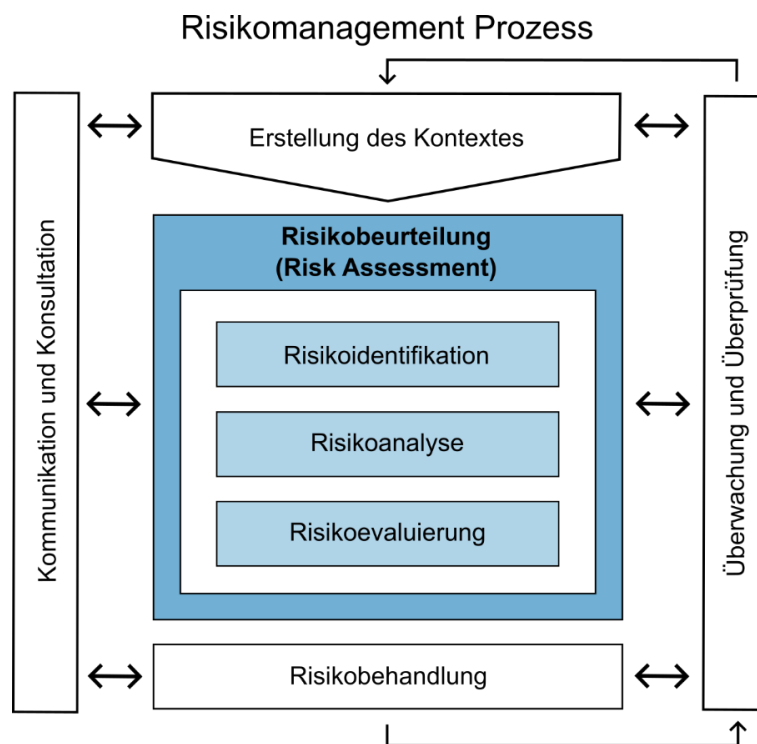 Risikomanagement Prozess
Erstellung des Kontextes
Kommunikation und Konsultation
Risikobeurteilung
(Risk Assessment)
Risikoidentifikation
Risikoanalyse
Risikoevaluierung
Überwachung und Überprüfung
Risikobehandlung